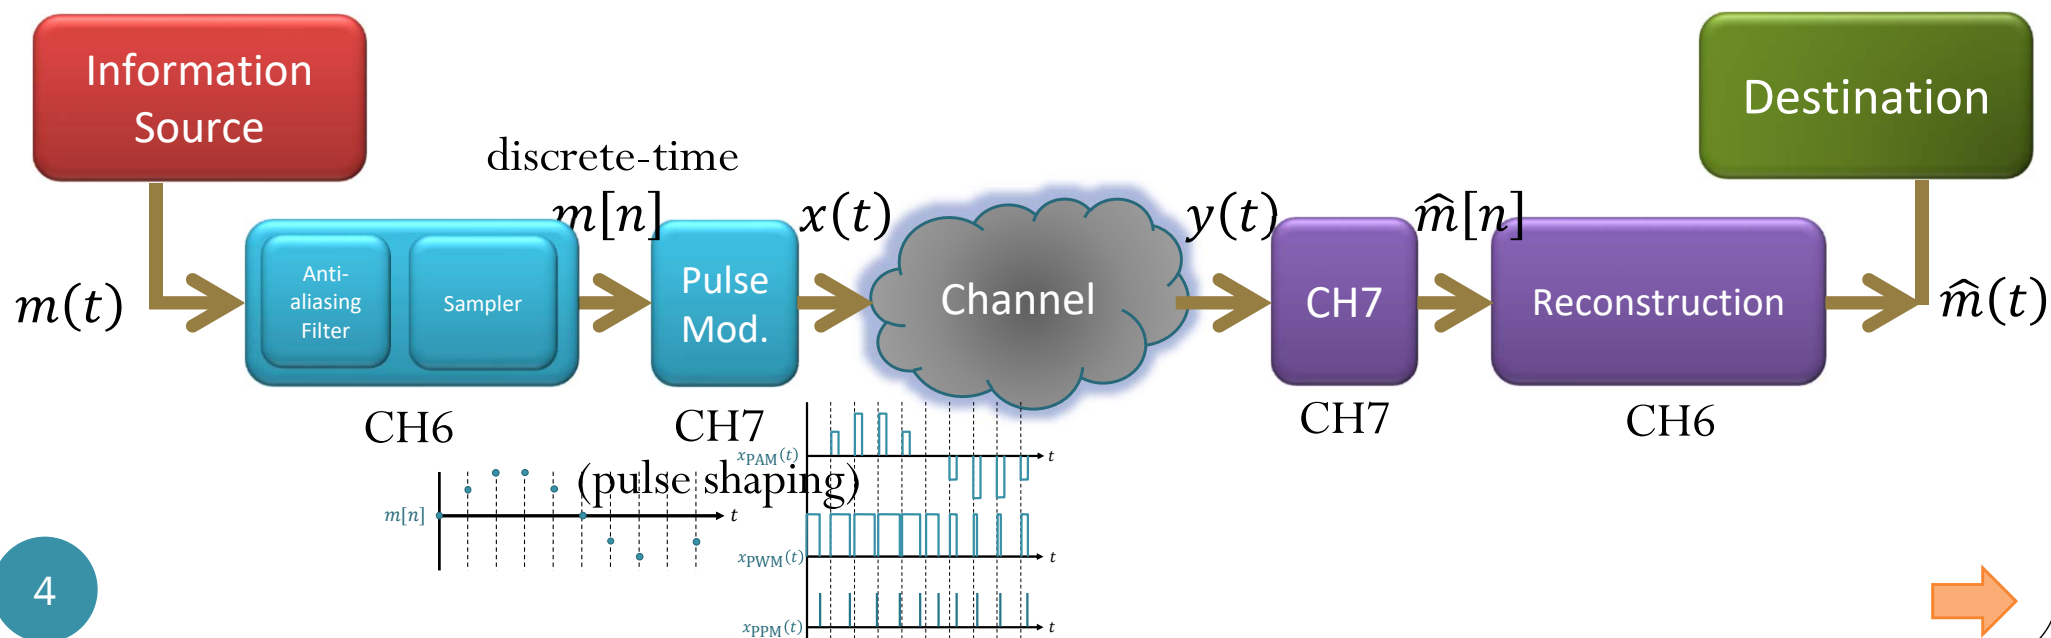 Information
Source
Destination
discrete-time
m[n]
x(t)
y(t)
m̂[n]
m(t)
Anti-
aliasing
Filter
Sampler
Pulse
Mod.
Channel
CH7
Reconstruction
m̂(t)
CH6
CH7
CH7
CH6
(pulse shaping)
m[n]
t
x_PAM(t)
t
x_PWM(t)
t
x_PPM(t)
t
4